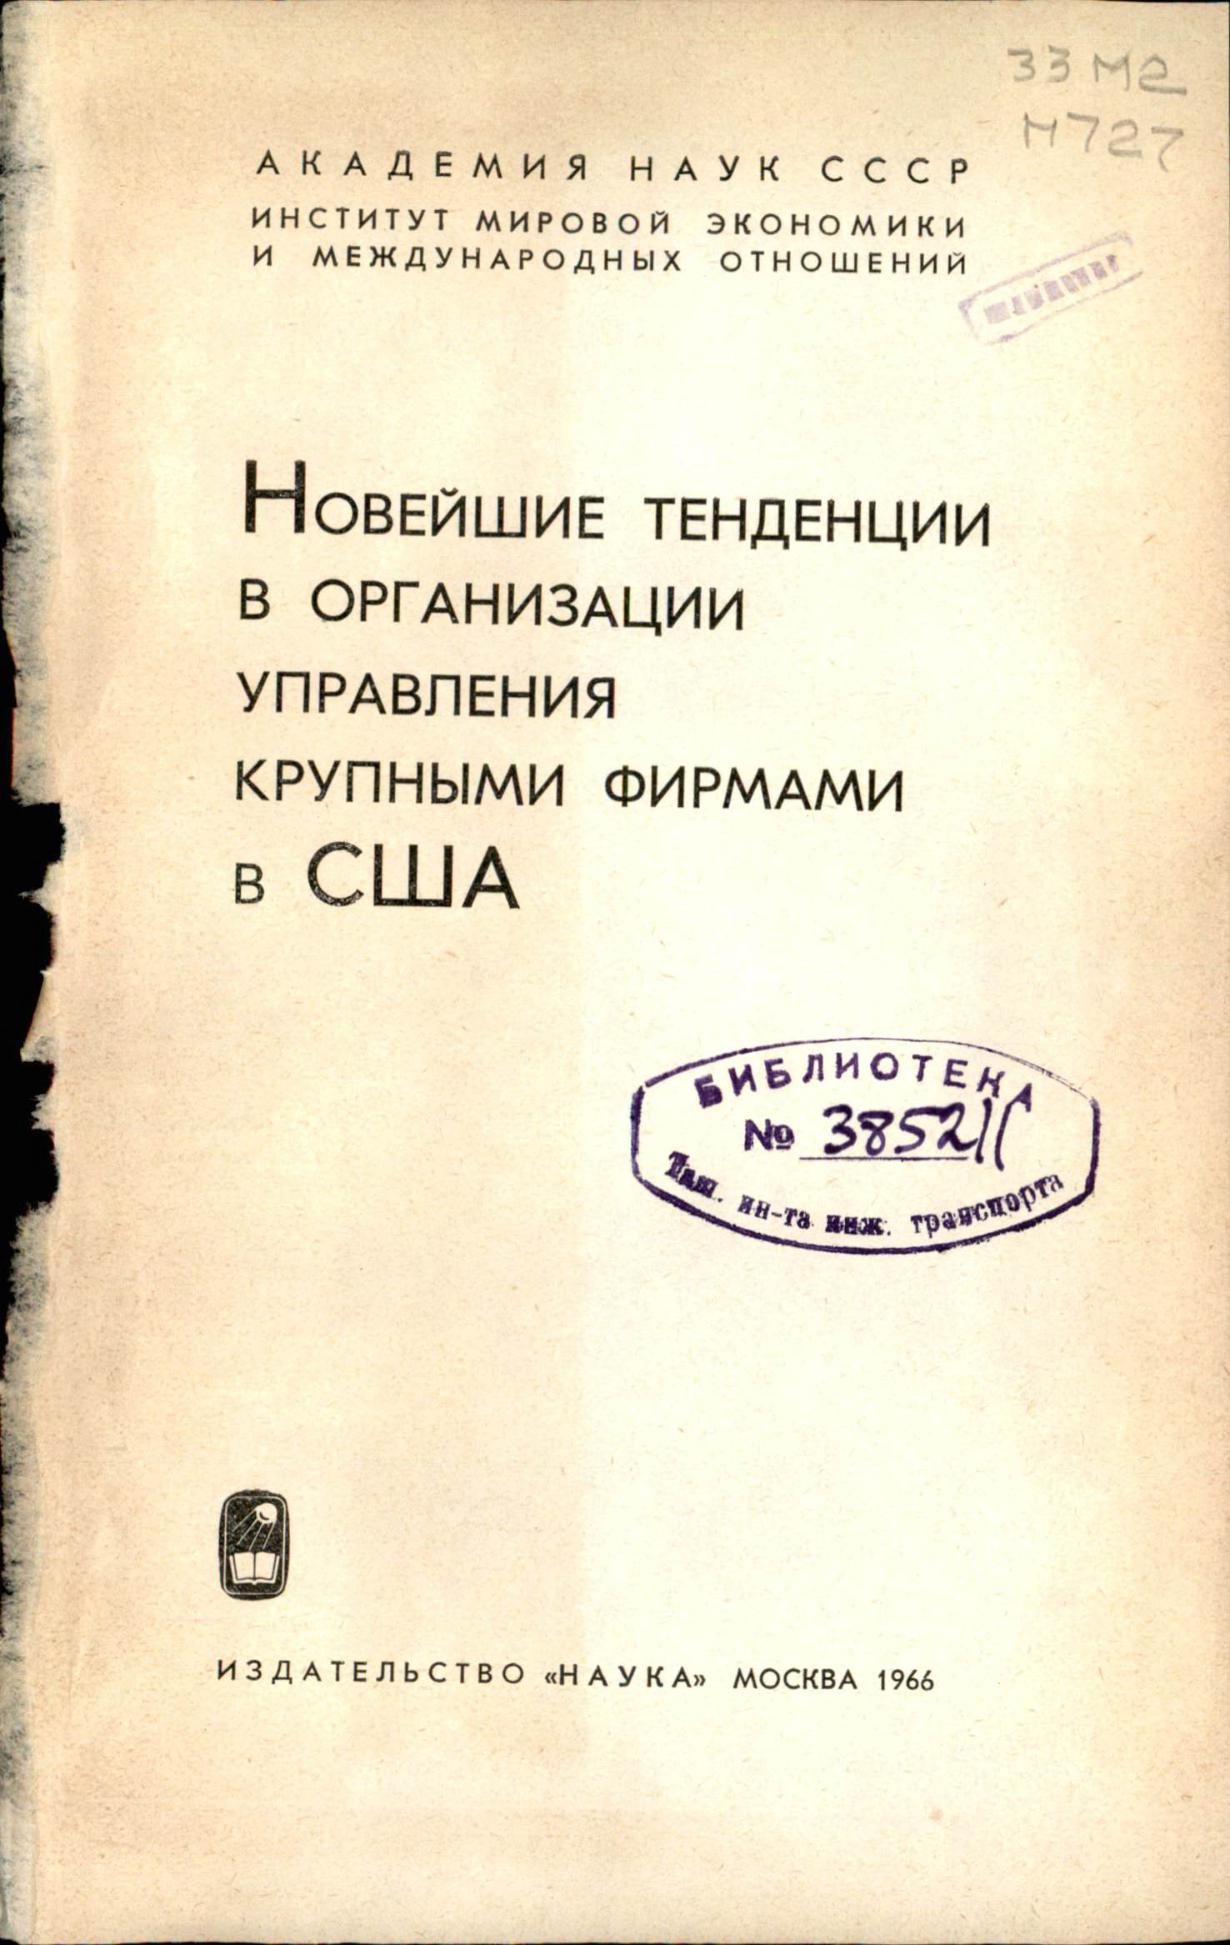 33 М2
Н727
АКАДЕМИЯ НАУК СССР
ИНСТИТУТ МИРОВОЙ ЭКОНОМИКИ
И МЕЖДУНАРОДНЫХ ОТНОШЕНИЙ
НОВЕЙШИЕ ТЕНДЕНЦИИ
В ОРГАНИЗАЦИИ
УПРАВЛЕНИЯ
КРУПНЫМИ ФИРМАМИ
В США
БИБЛИОТЕКА
№ 38521
Таш. ин-та инж. транспорта
ИЗДАТЕЛЬСТВО «НАУКА» МОСКВА 1966